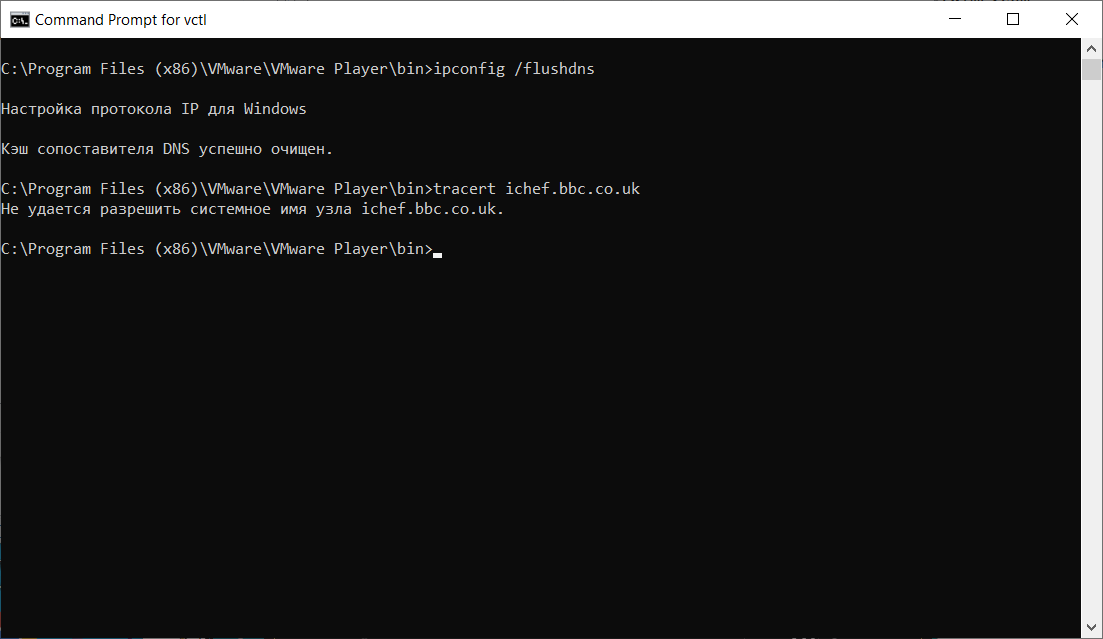 Command Prompt for vctl
C:\Program Files (x86)\VMware\VMware Player\bin>ipconfig /flushdns
Настройка протокола IP для Windows
Кэш сопоставителя DNS успешно очищен.
C:\Program Files (x86)\VMware\VMware Player\bin>tracert ichef.bbc.co.uk
Не удается разрешить системное имя узла ichef.bbc.co.uk.
C:\Program Files (x86)\VMware\VMware Player\bin>